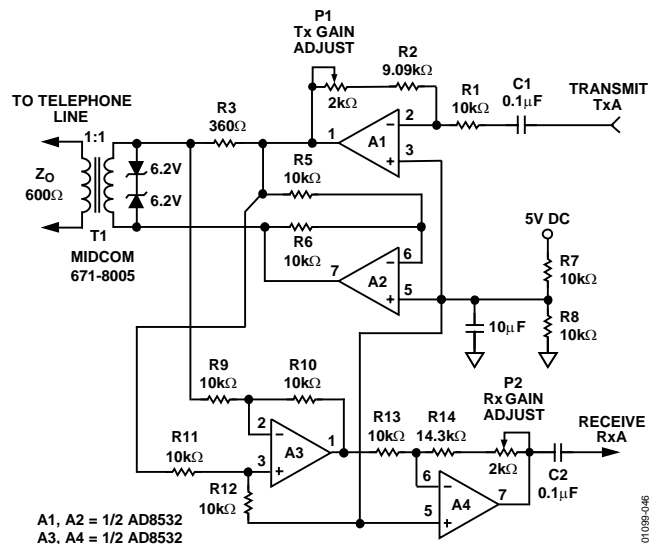 P1
Tx GAIN
ADJUST
R2
9.09kΩ
2kΩ
R1
10kΩ
C1
0.1µF
TRANSMIT
TxA
TO TELEPHONE
LINE
1:1
R3
360Ω
1
A1
2
3
ZO
600Ω
6.2V
6.2V
T1
MIDCOM
671-8005
R5
10kΩ
R6
10kΩ
7
A2
6
5
5V DC
R7
10kΩ
R8
10kΩ
10µF
R9
10kΩ
R10
10kΩ
R11
10kΩ
R12
10kΩ
2
3
A3
1
R13
10kΩ
R14
14.3kΩ
P2
Rx GAIN
ADJUST
2kΩ
6
5
A4
7
C2
0.1µF
RECEIVE
RxA
A1, A2 = 1/2 AD8532
A3, A4 = 1/2 AD8532
01099-046